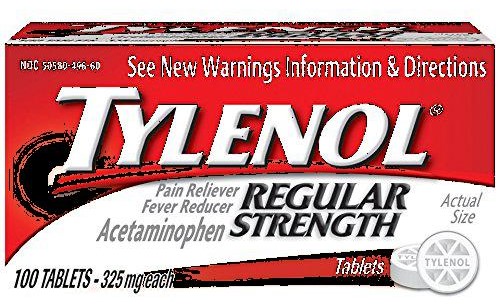 NDC 50580-496-60
See New Warnings Information & Directions
TYLENOL®
Pain Reliever
Fever Reducer
Acetaminophen
REGULAR
STRENGTH
Actual
Size
Tablets
TYLENOL
100 TABLETS - 325 mg each